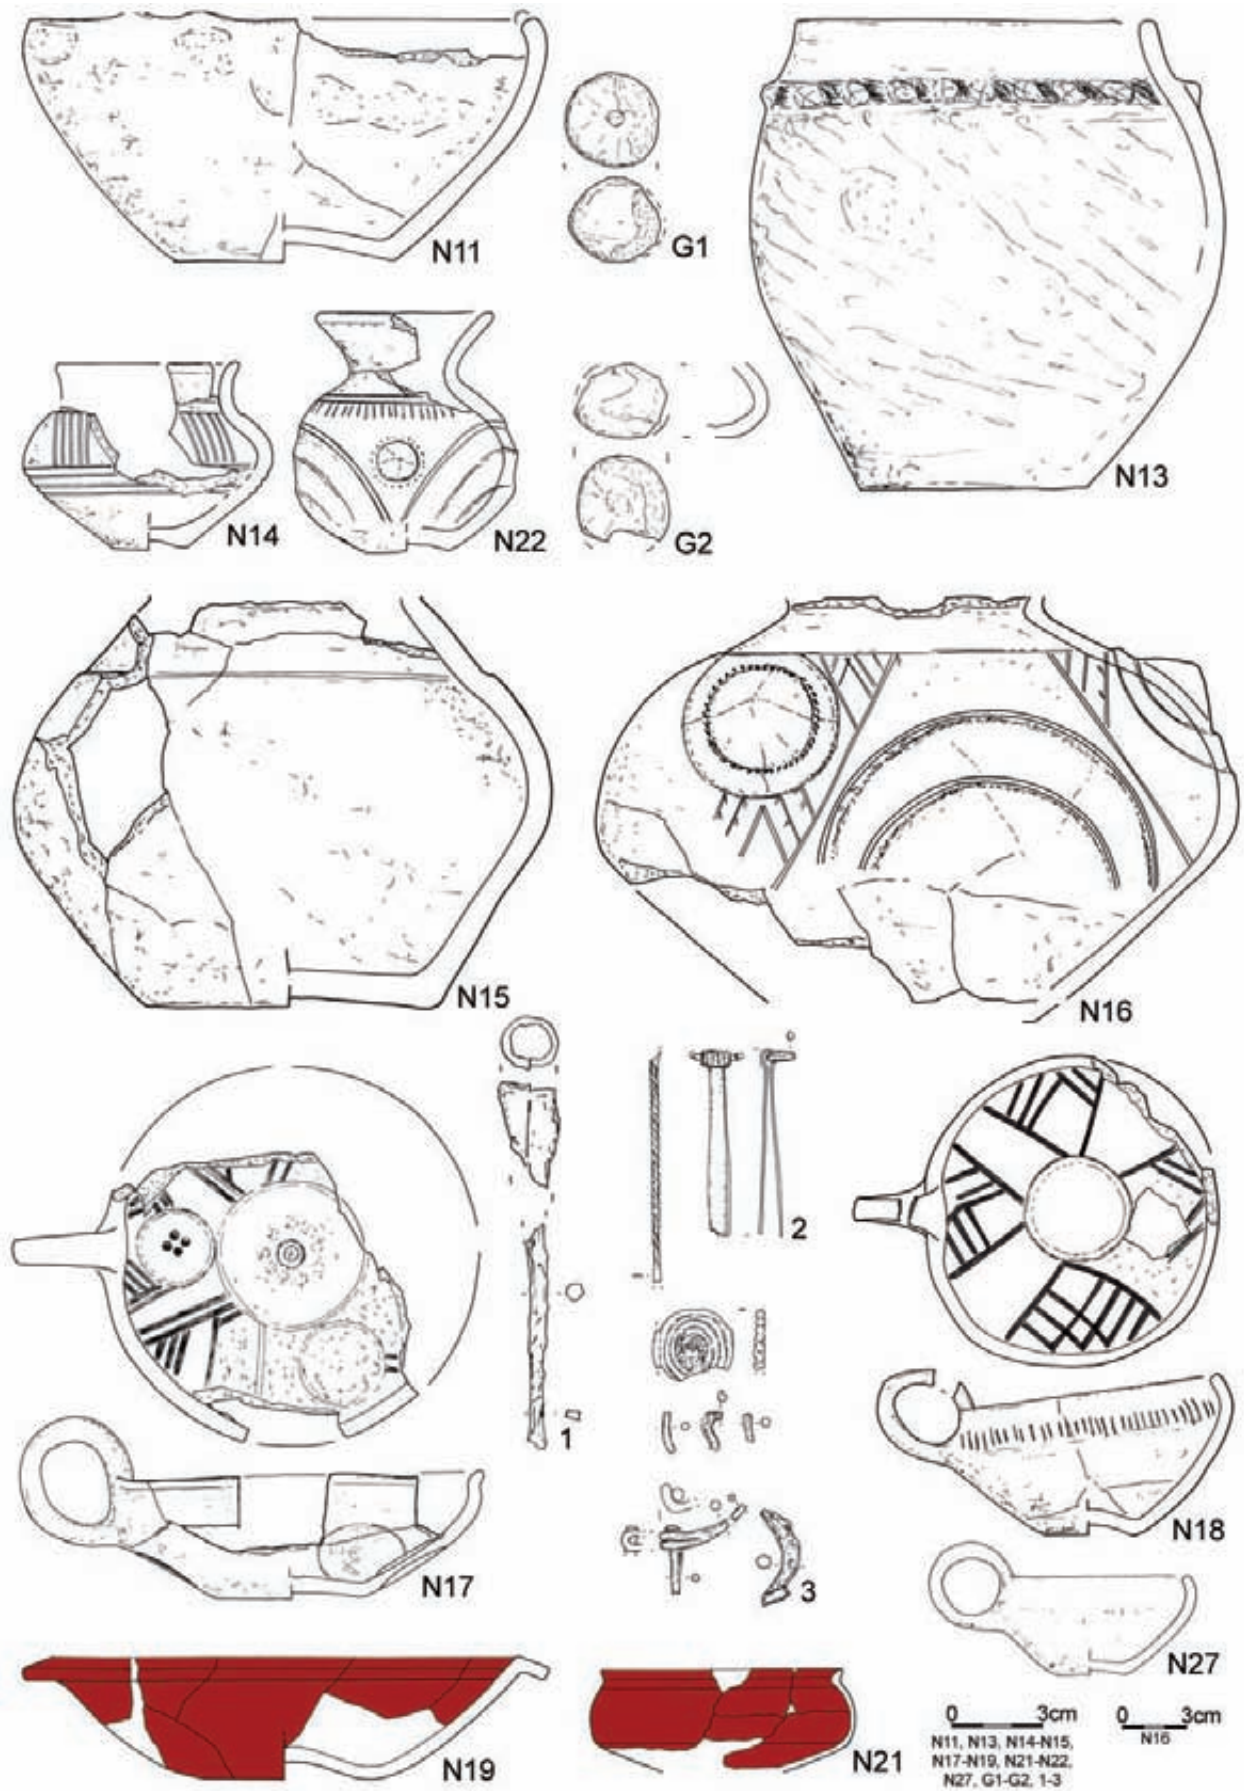 N11
G1
N13
N14
N22
G2
N15
N16
1
2
3
N17
N18
N27
N19
N21
0 3cm
N11, N13, N14-N15,
N17-N19, N21-N22,
N27, G1-G2, 1-3
0 3cm
N16